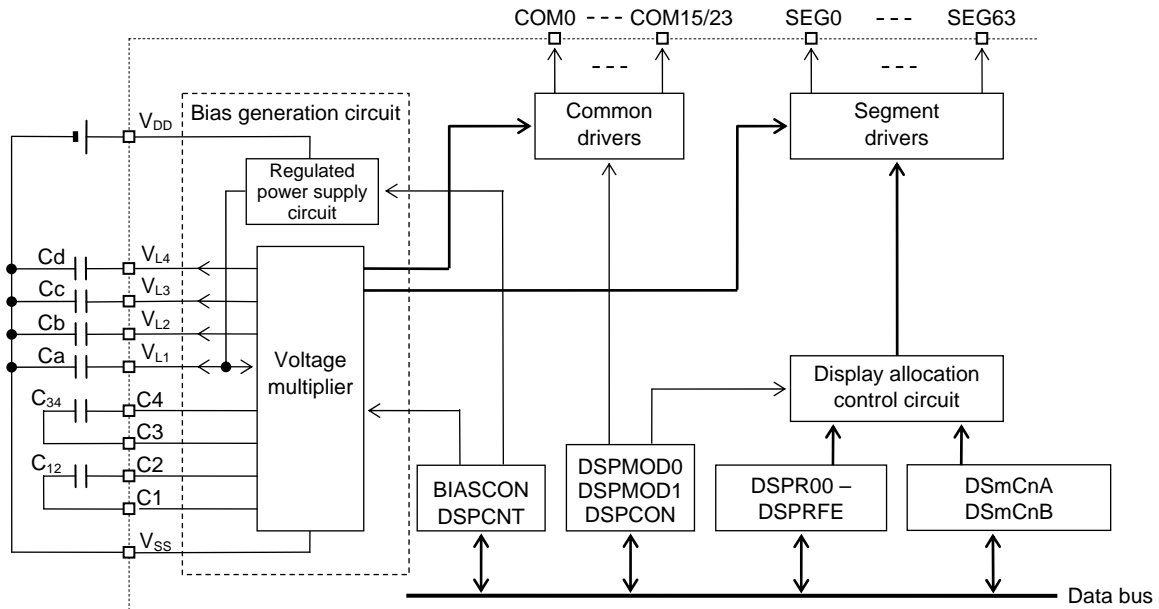 COM0 --- COM15/23 SEG0 --- SEG63
---
---
Bias generation circuit
Common
drivers
Segment
drivers
VDD
Regulated
power supply
circuit
Cd VL4
Cc VL3
Cb VL2
Ca VL1
Voltage
multiplier
Display allocation
control circuit
C34 C4
C3
C12 C2
C1
VSS
BIASCON
DSPCNT
DSPMOD0
DSPMOD1
DSPCON
DSPR00 –
DSPRFE
DSmCnA
DSmCnB
Data bus